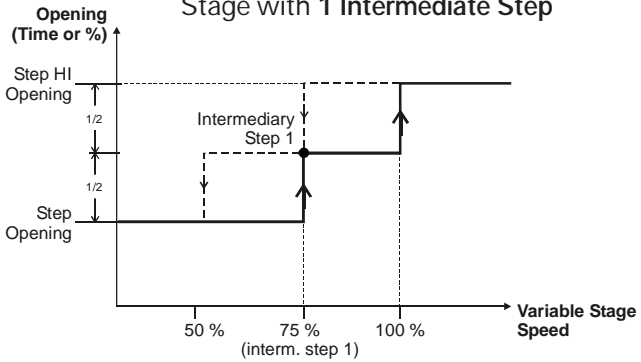 Stage with 1 Intermediate Step
Opening
(Time or %)
Step HI
Opening
1/2
Intermediary
Step 1
1/2
Step
Opening
50 %
75 %
100 %
(interm. step 1)
Variable Stage
Speed